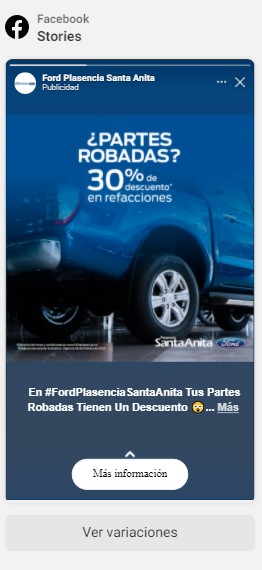 Facebook
Stories
Ford Plasencia Santa Anita
Publicidad
¿PARTES
ROBADAS?
30% de
descuento*
en refacciones
SantaAnita Ford
En #FordPlasenciaSantaAnita Tus Partes
Robadas Tienen Un Descuento 😮... Más
Más información
Ver variaciones